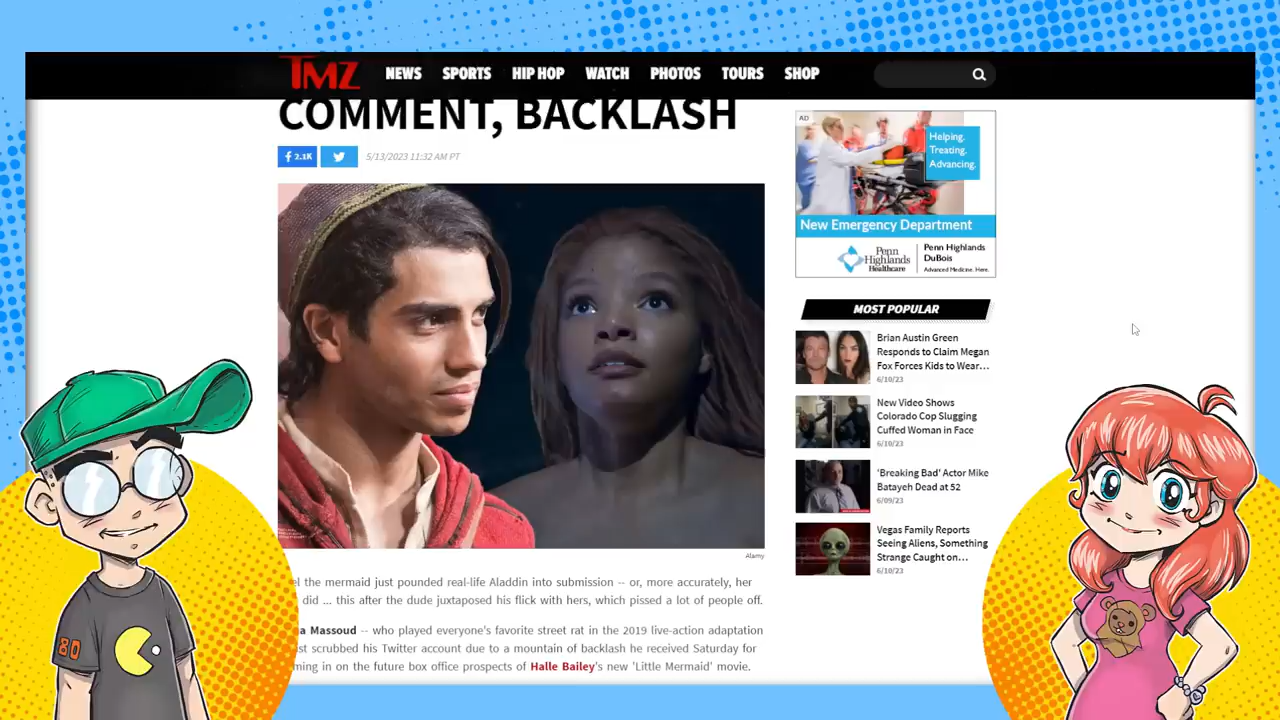 TMZ
NEWS SPORTS HIP HOP WATCH PHOTOS TOURS SHOP
COMMENT, BACKLASH
2.1K
5/13/2023 11:32 AM PT
Alamy
el the mermaid just pounded real-life Aladdin into submission -- or, more accurately, her
did ... this after the dude juxtaposed his flick with hers, which pissed a lot of people off.
a Massoud -- who played everyone's favorite street rat in the 2019 live-action adaptation
st scrubbed his Twitter account due to a mountain of backlash he received Saturday for
ming in on the future box office prospects of Halle Bailey's new 'Little Mermaid' movie.
AD
Helping.
Treating.
Advancing.
New Emergency Department
Penn
Highlands
Healthcare
Penn Highlands
DuBois
Advanced Medicine. Here.
MOST POPULAR
Brian Austin Green
Responds to Claim Megan
Fox Forces Kids to Wear...
6/10/23
New Video Shows
Colorado Cop Slugging
Cuffed Woman in Face
6/10/23
'Breaking Bad' Actor Mike
Batayeh Dead at 52
6/09/23
Vegas Family Reports
Seeing Aliens, Something
Strange Caught on...
6/10/23
80